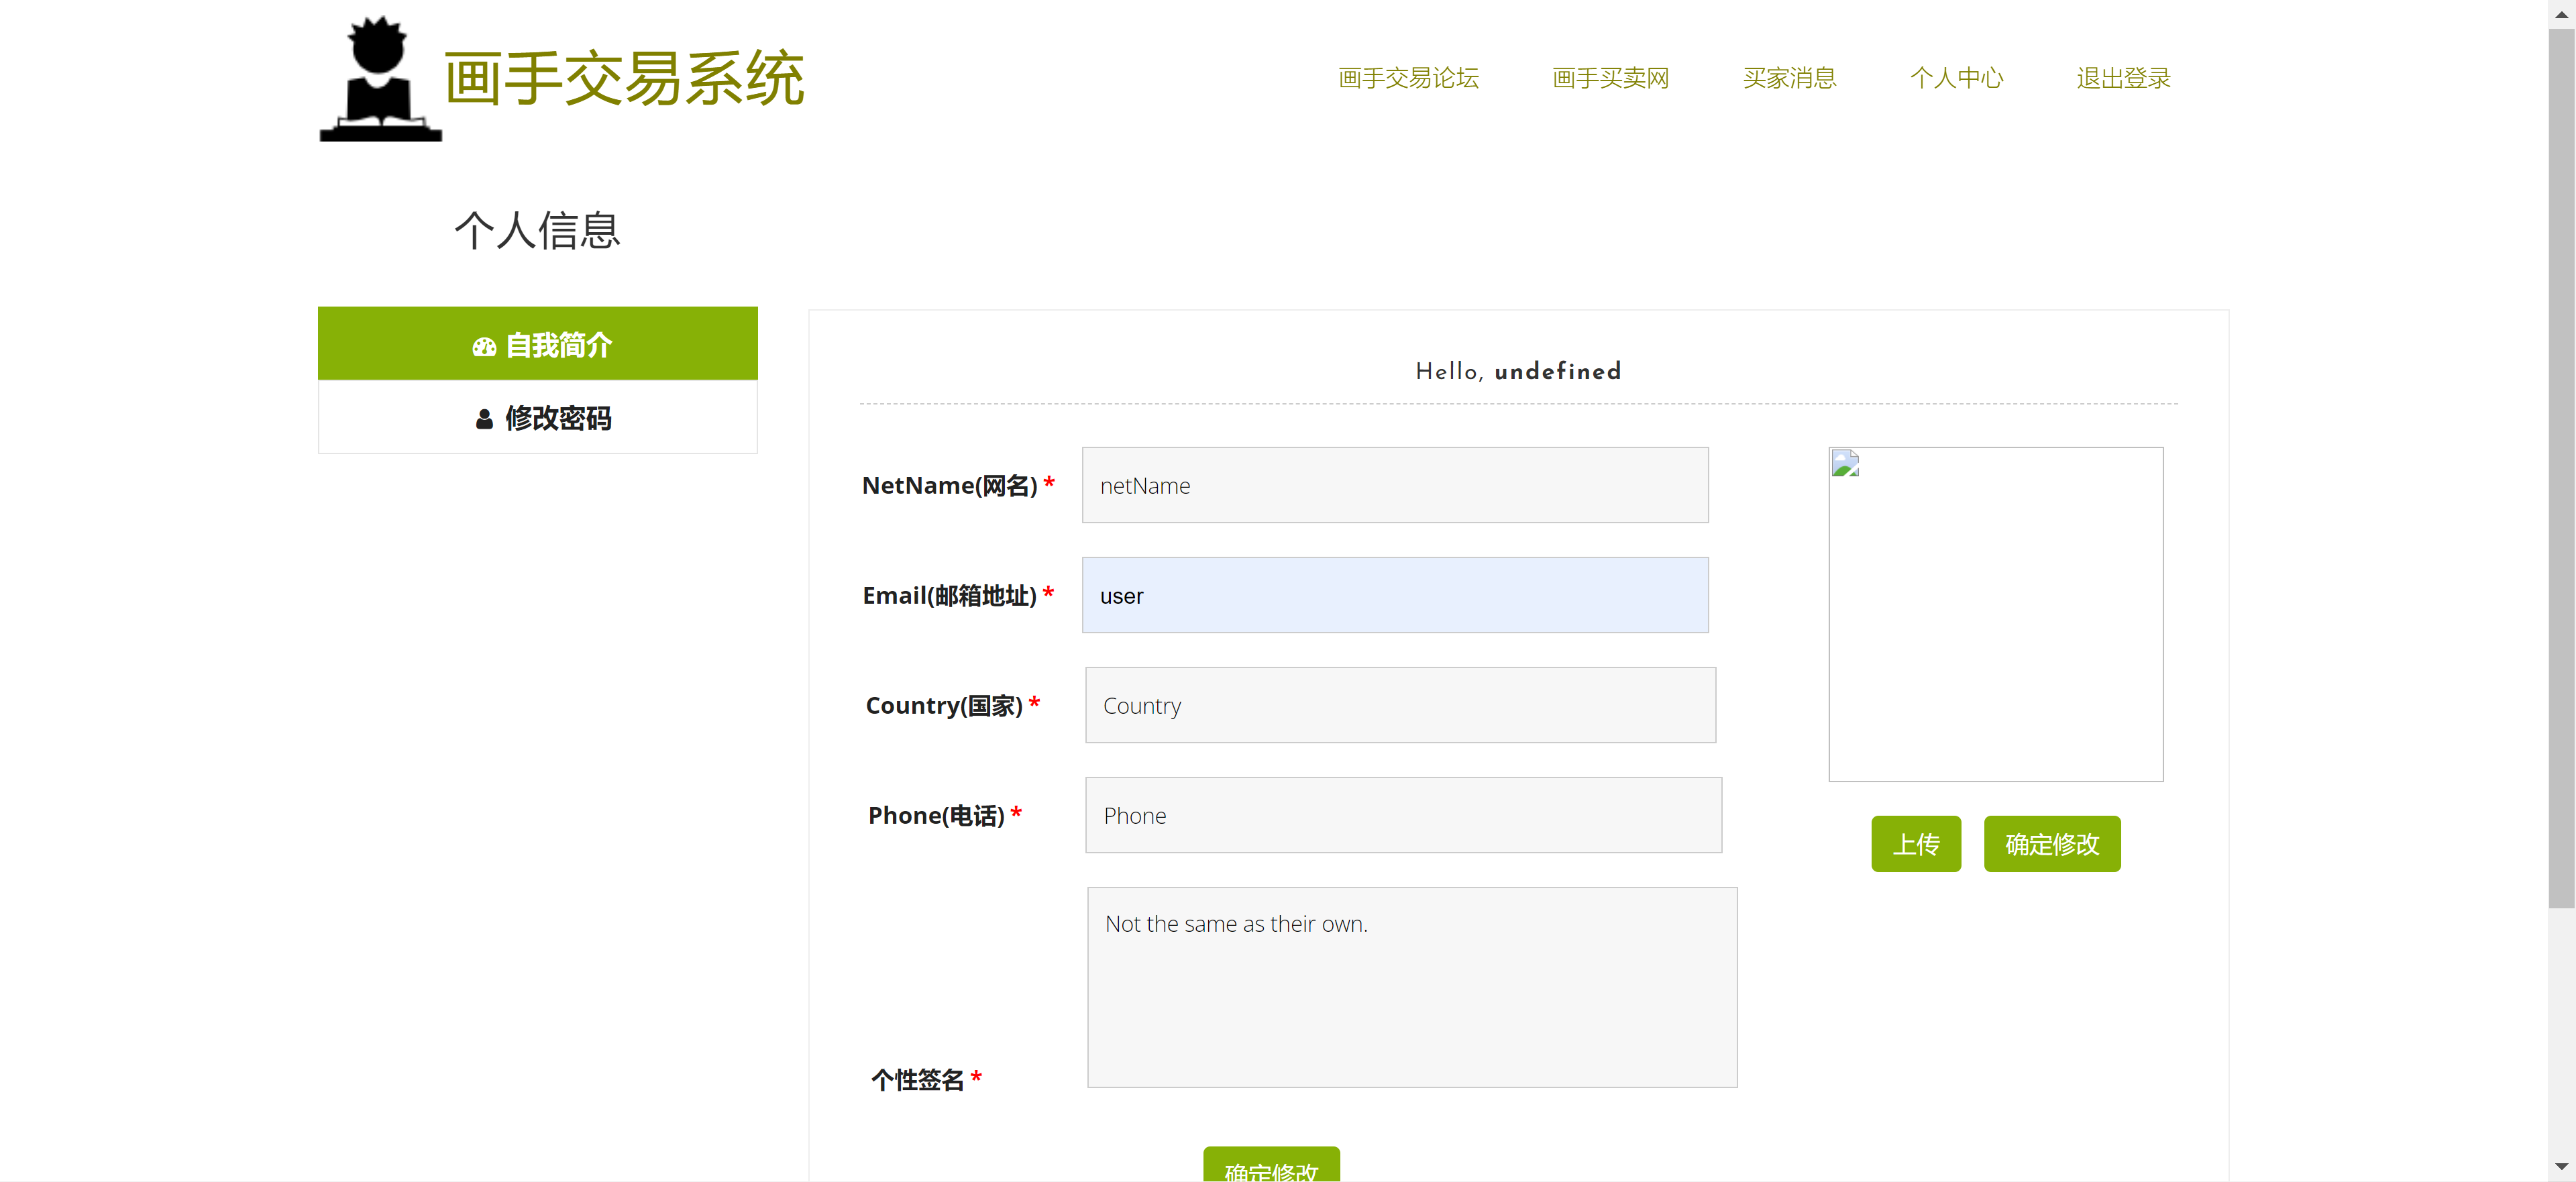 画手交易系统
画手交易论坛 画手买卖网 买家消息 个人中心 退出登录
个人信息
自我简介
修改密码
Hello, undefined
NetName(网名) * netName
Email(邮箱地址) * user
Country(国家) * Country
Phone(电话) * Phone
上传 确定修改
Not the same as their own.
个性签名 *
确定修改